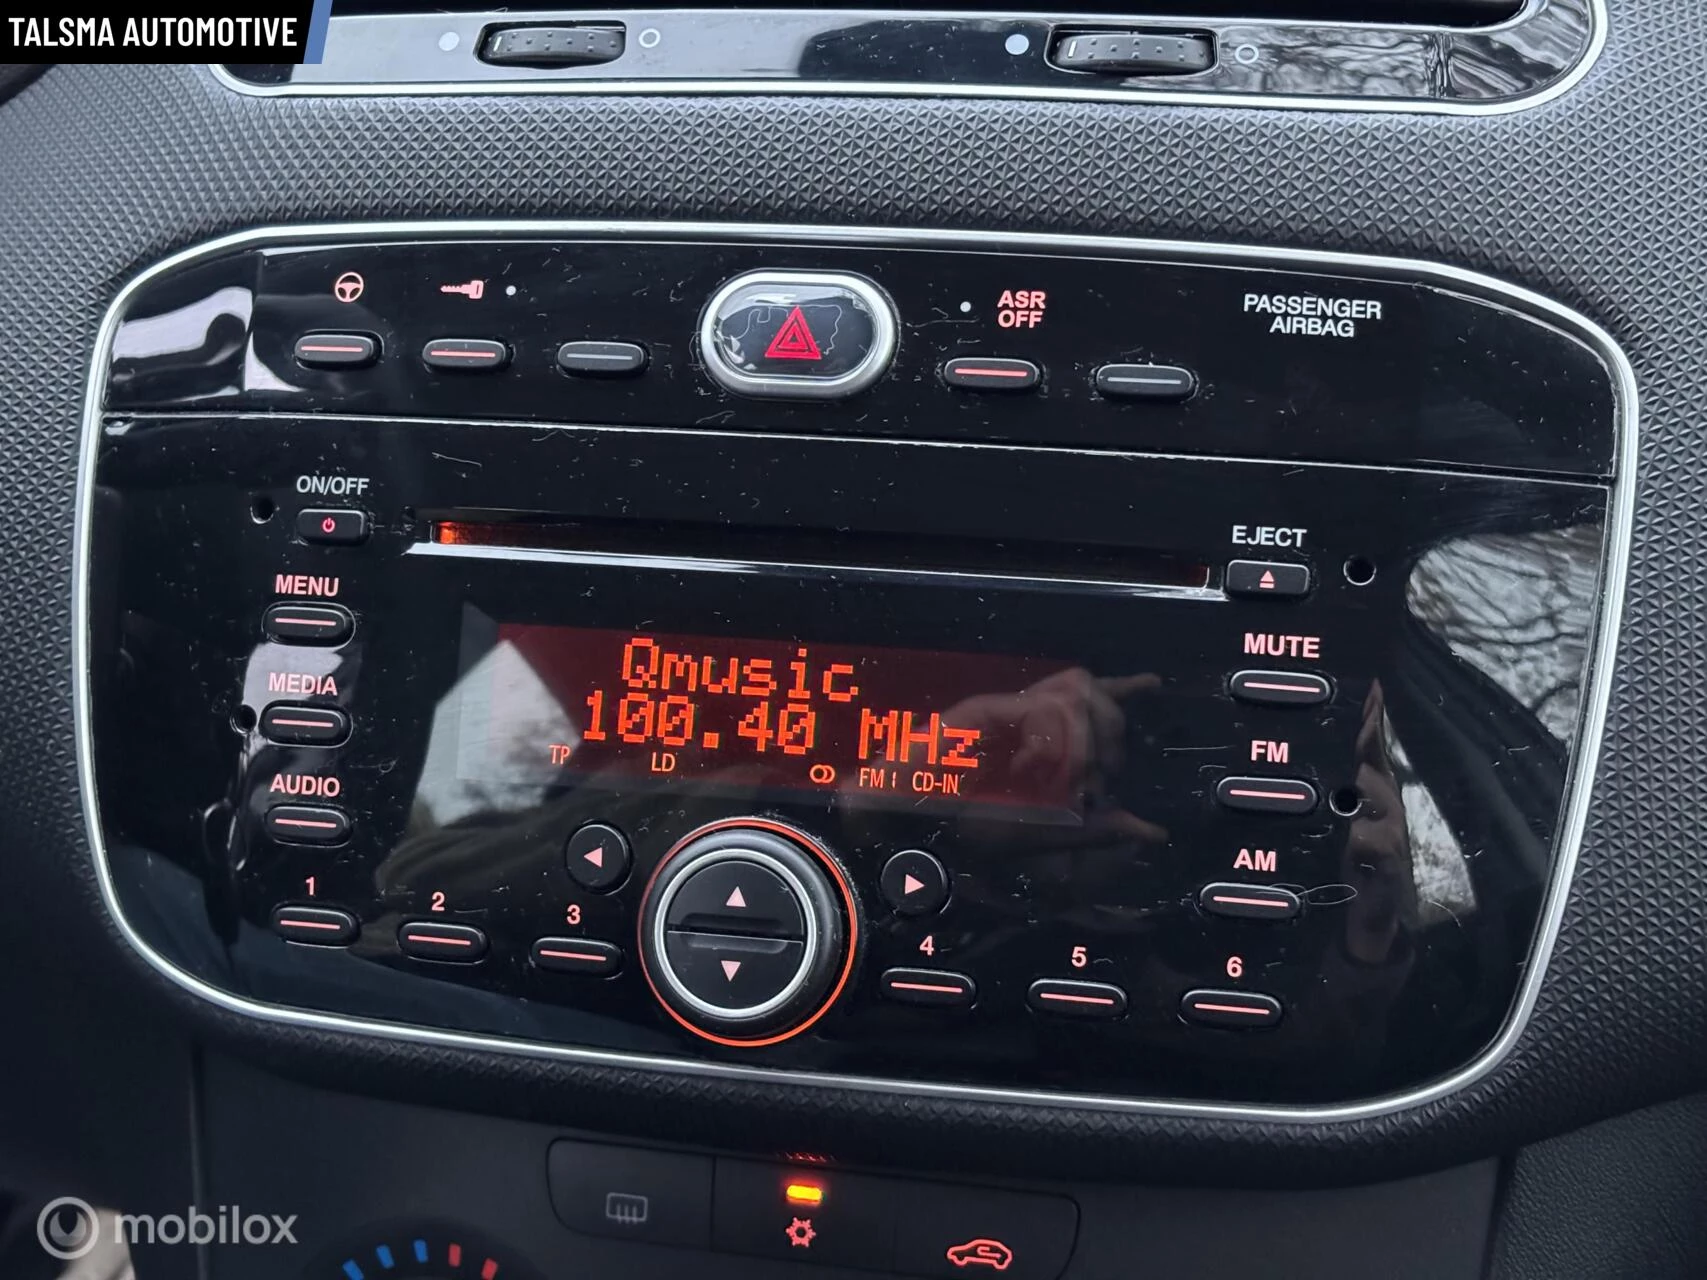 TALSMA AUTOMOTIVE
ASR
OFF
PASSENGER
AIRBAG
ON/OFF
EJECT
MENU
MUTE
Qmusic
MEDIA
100.40 MHz
TP LD FM CD-IN
FM
AUDIO
AM
1
2
3
4
5
6
mobilox